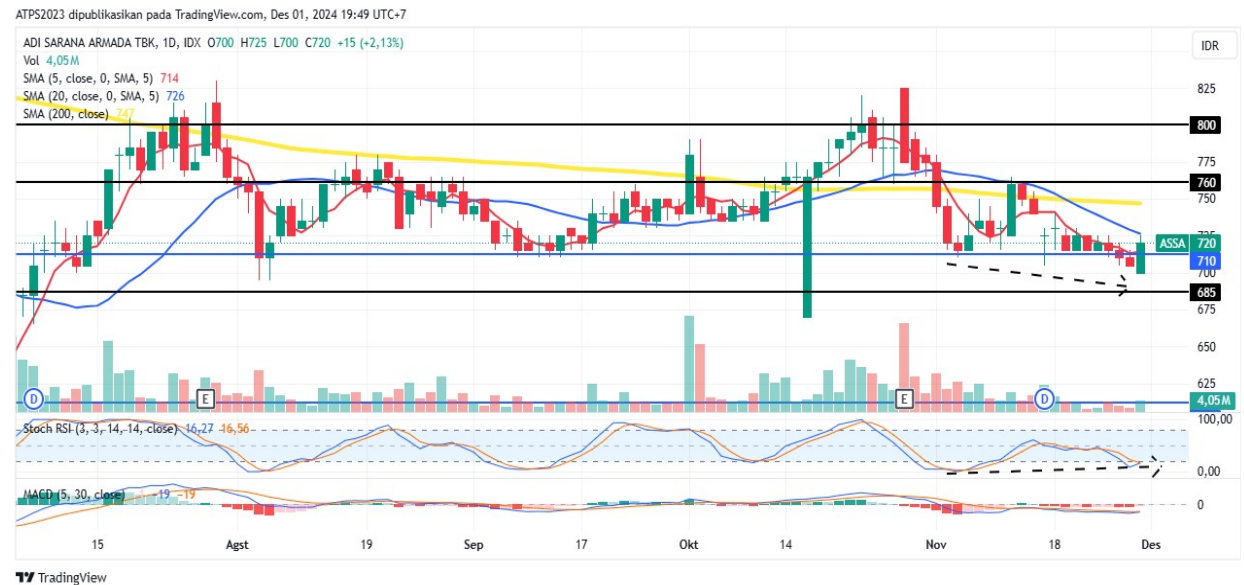 ATPS2023 dipublikasikan pada TradingView.com, Des 01, 2024 19:49 UTC+7
ADI SARANA ARMADA TBK, 1D, IDX O700 H725 L700 C720 +15 (+2,13%)
IDR
Vol 4,05M
SMA (5, close, 0, SMA, 5) 714
SMA (20, close, 0, SMA, 5) 726
SMA (200, close) 747
825
800
775
760
750
725
ASSA 720
710
700
685
675
650
625
D E E D
4,05M
100,00
Stoch RSI (3, 3, 14, 14, close) 16,27 16,56
0,00
MACD (5, 30, close) −19 −19
0
15 Agst 19 Sep 17 Okt 14 Nov 18 Des
TradingView